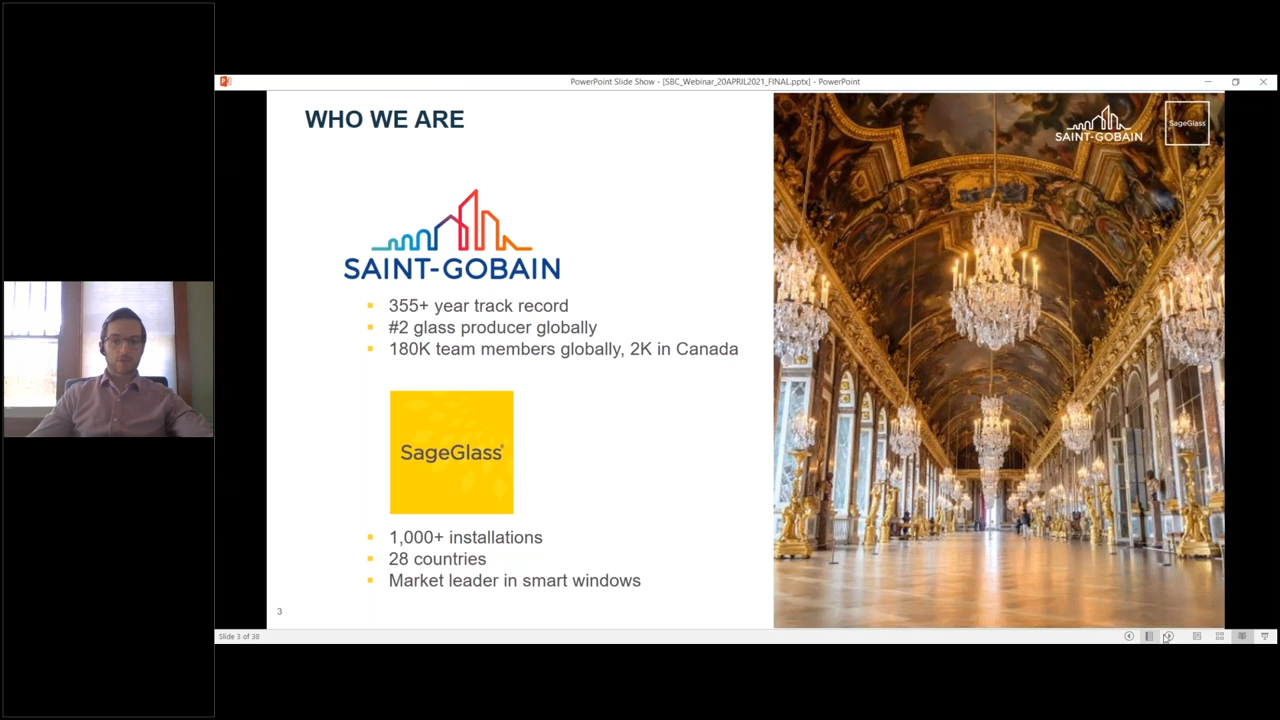 PowerPoint Slide Show - [SBC_Webinar_20APRIL2021_FINAL.pptx] - PowerPoint
WHO WE ARE
SAINT-GOBAIN
SageGlass
SAINT-GOBAIN
355+ year track record
#2 glass producer globally
180K team members globally, 2K in Canada
SageGlass®
1,000+ installations
28 countries
Market leader in smart windows
3
Slide 3 of 38